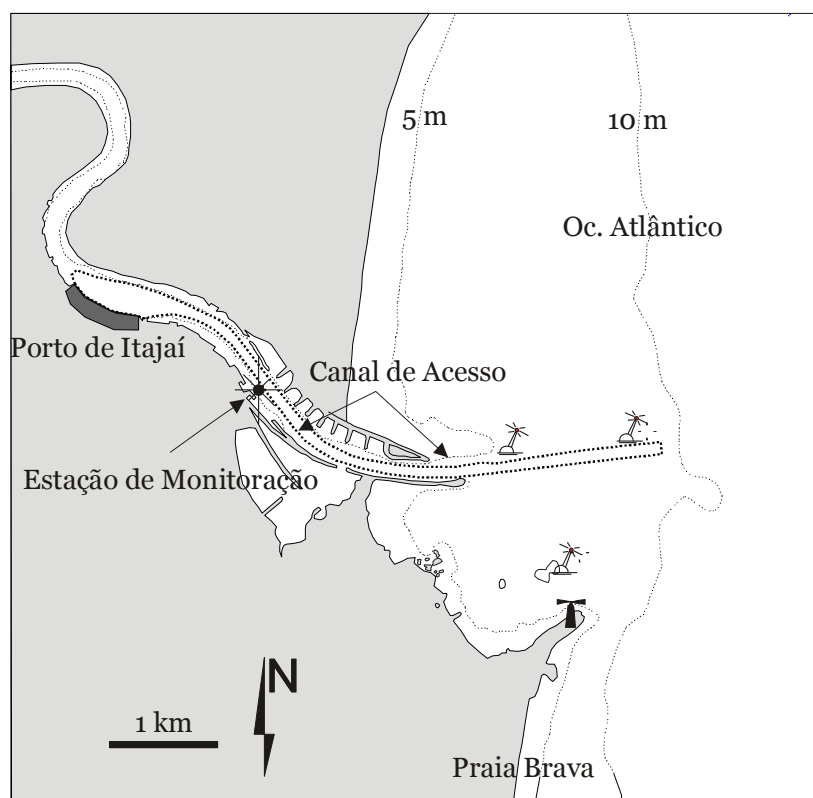 5 m
10 m
Oc. Atlântico
Porto de Itajaí
Canal de Acesso
Estação de Monitoração
N
1 km
Praia Brava